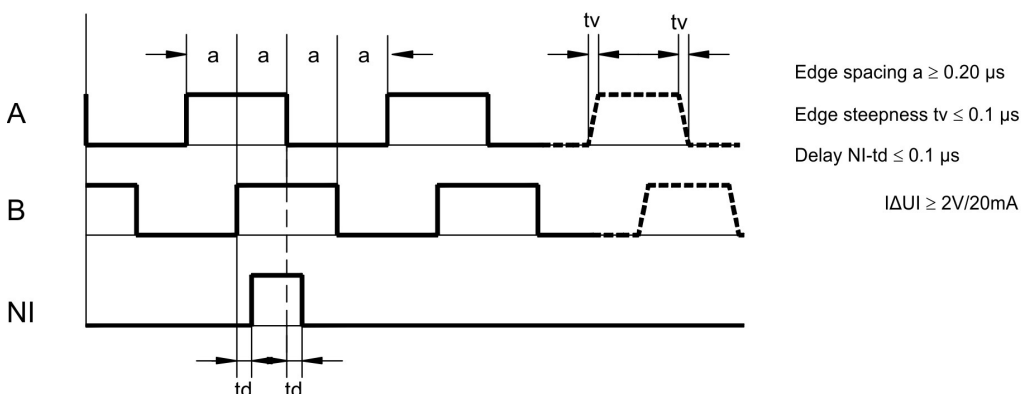 tv tv
a a a a
Edge spacing a ≥ 0.20 µs
A
Edge steepness tv ≤ 0.1 µs
Delay NI-td ≤ 0.1 µs
B
IΔUI ≥ 2V/20mA
NI
td td